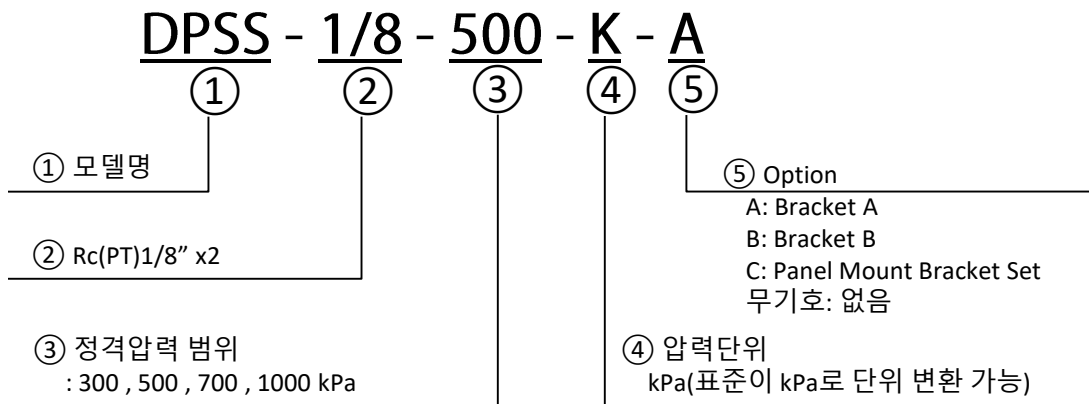 DPSS - 1/8 - 500 - K - A
① ② ③ ④ ⑤
① 모델명
② Rc(PT)1/8” x2
③ 정격압력 범위
: 300 , 500 , 700 , 1000 kPa
④ 압력단위
kPa(표준이 kPa로 단위 변환 가능)
⑤ Option
A: Bracket A
B: Bracket B
C: Panel Mount Bracket Set
무기호: 없음